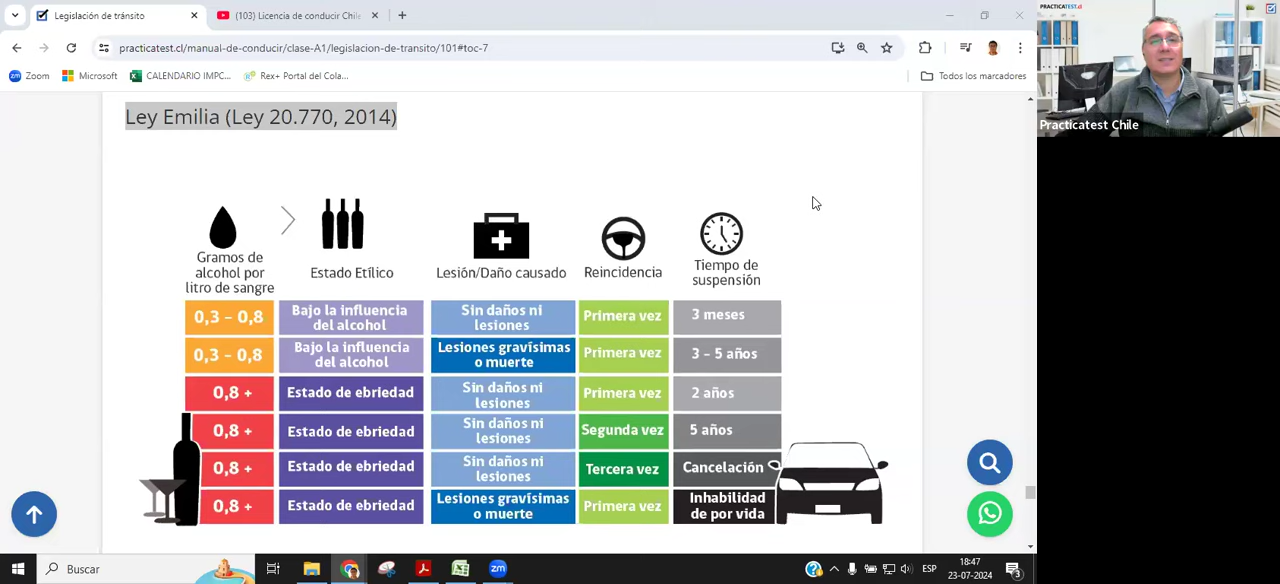 Legislación de tránsito
(103) Licencia de conducir Chile
practicatest.cl/manual-de-conducir/clase-A1/legislacion-de-transito/101#toc-7
Zoom
Microsoft
CALENDARIO IMPC...
Rex+ Portal del Cola...
Todos los marcadores
PRACTICATEST.cl
Practicatest Chile
Ley Emilia (Ley 20.770, 2014)
Gramos de
alcohol por
litro de sangre
Estado Etílico
Lesión/Daño causado
Reincidencia
Tiempo de
suspensión
0,3 – 0,8
Bajo la influencia
del alcohol
Sin daños ni
lesiones
Primera vez
3 meses
0,3 – 0,8
Bajo la influencia
del alcohol
Lesiones gravísimas
o muerte
Primera vez
3 – 5 años
0,8 +
Estado de ebriedad
Sin daños ni
lesiones
Primera vez
2 años
0,8 +
Estado de ebriedad
Sin daños ni
lesiones
Segunda vez
5 años
0,8 +
Estado de ebriedad
Sin daños ni
lesiones
Tercera vez
Cancelación
0,8 +
Estado de ebriedad
Lesiones gravísimas
o muerte
Primera vez
Inhabilidad
de por vida
Buscar
zm
ESP
18:47
23-07-2024
3